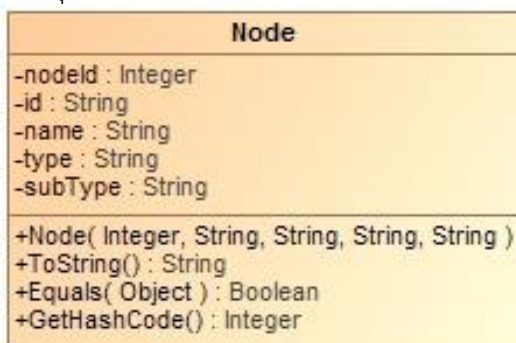 Node
-nodeId : Integer
-id : String
-name : String
-type : String
-subType : String
+Node( Integer, String, String, String, String )
+ToString() : String
+Equals( Object ) : Boolean
+GetHashCode() : Integer